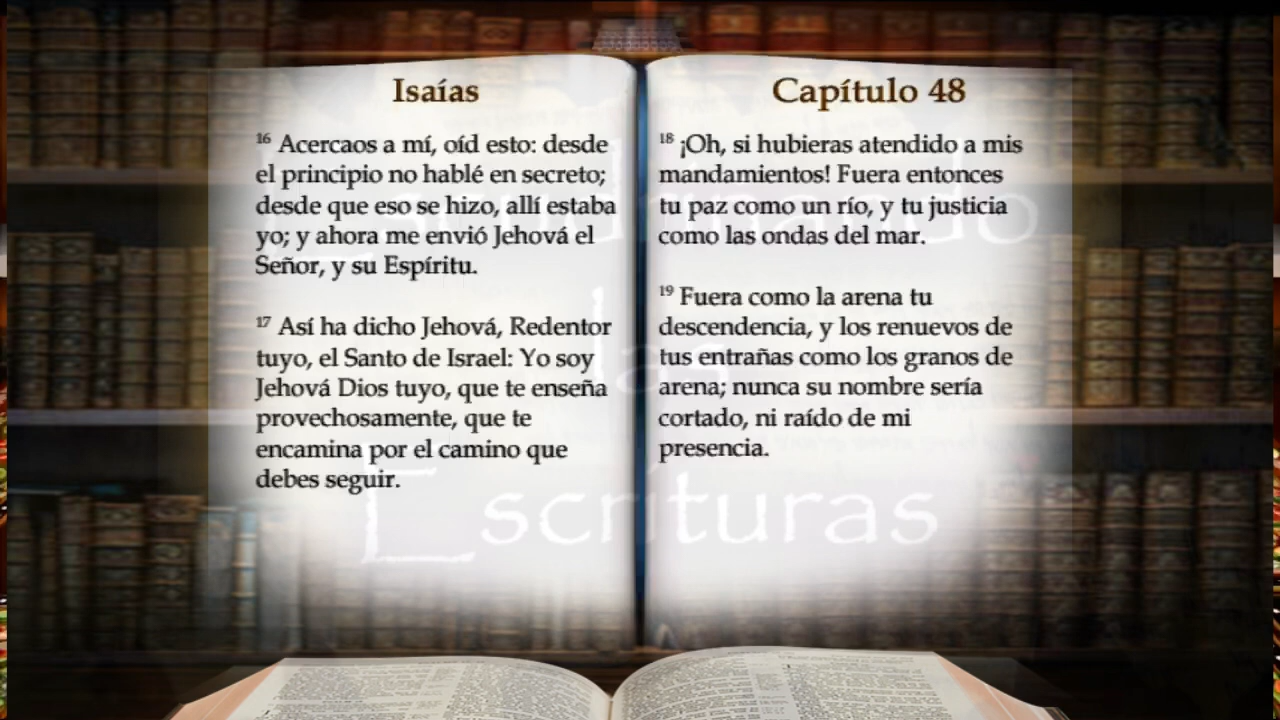 Isaías
16 Acercaos a mí, oíd esto: desde
el principio no hablé en secreto;
desde que eso se hizo, allí estaba
yo; y ahora me envió Jehová el
Señor, y su Espíritu.
17 Así ha dicho Jehová, Redentor
tuyo, el Santo de Israel: Yo soy
Jehová Dios tuyo, que te enseña
provechosamente, que te
encamina por el camino que
debes seguir.
Capítulo 48
18 ¡Oh, si hubieras atendido a mis
mandamientos! Fuera entonces
tu paz como un río, y tu justicia
como las ondas del mar.
19 Fuera como la arena tu
descendencia, y los renuevos de
tus entrañas como los granos de
arena; nunca su nombre sería
cortado, ni raído de mi
presencia.
las
Escrituras